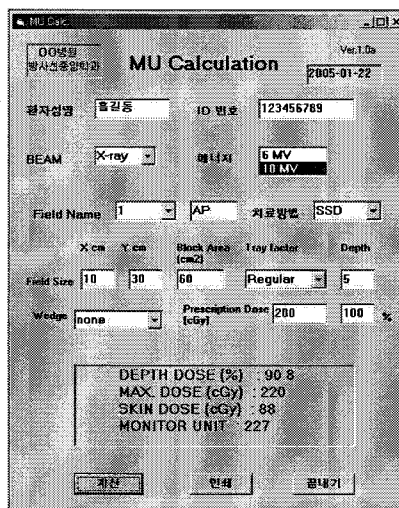 MU Calc.
OO병원
방사선종양학과
MU Calculation
Ver.1.0a
2005-01-22
환자성명 홍길동 ID 번호 123456789
BEAM X-ray 에너지 6 MV
10 MV
Field Name 1 AP 치료방법 SSD
X cm Y cm Block Area (cm2) Tray factor Depth
Field Size 10 30 60 Regular 5
Wedge none Prescription Dose (cGy) 200 100 %
DEPTH DOSE (%) : 90.8
MAX. DOSE (cGy) : 220
SKIN DOSE (cGy) : 88
MONITOR UNIT : 227
계산 인쇄 끝내기